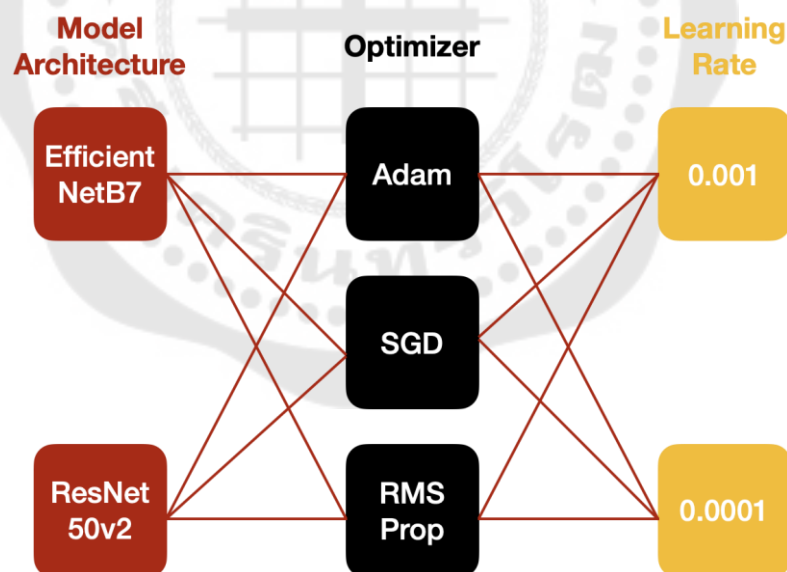 Model
Architecture
Optimizer
Learning
Rate
Efficient
NetB7
Adam
0.001
SGD
ResNet
50v2
RMS
Prop
0.0001